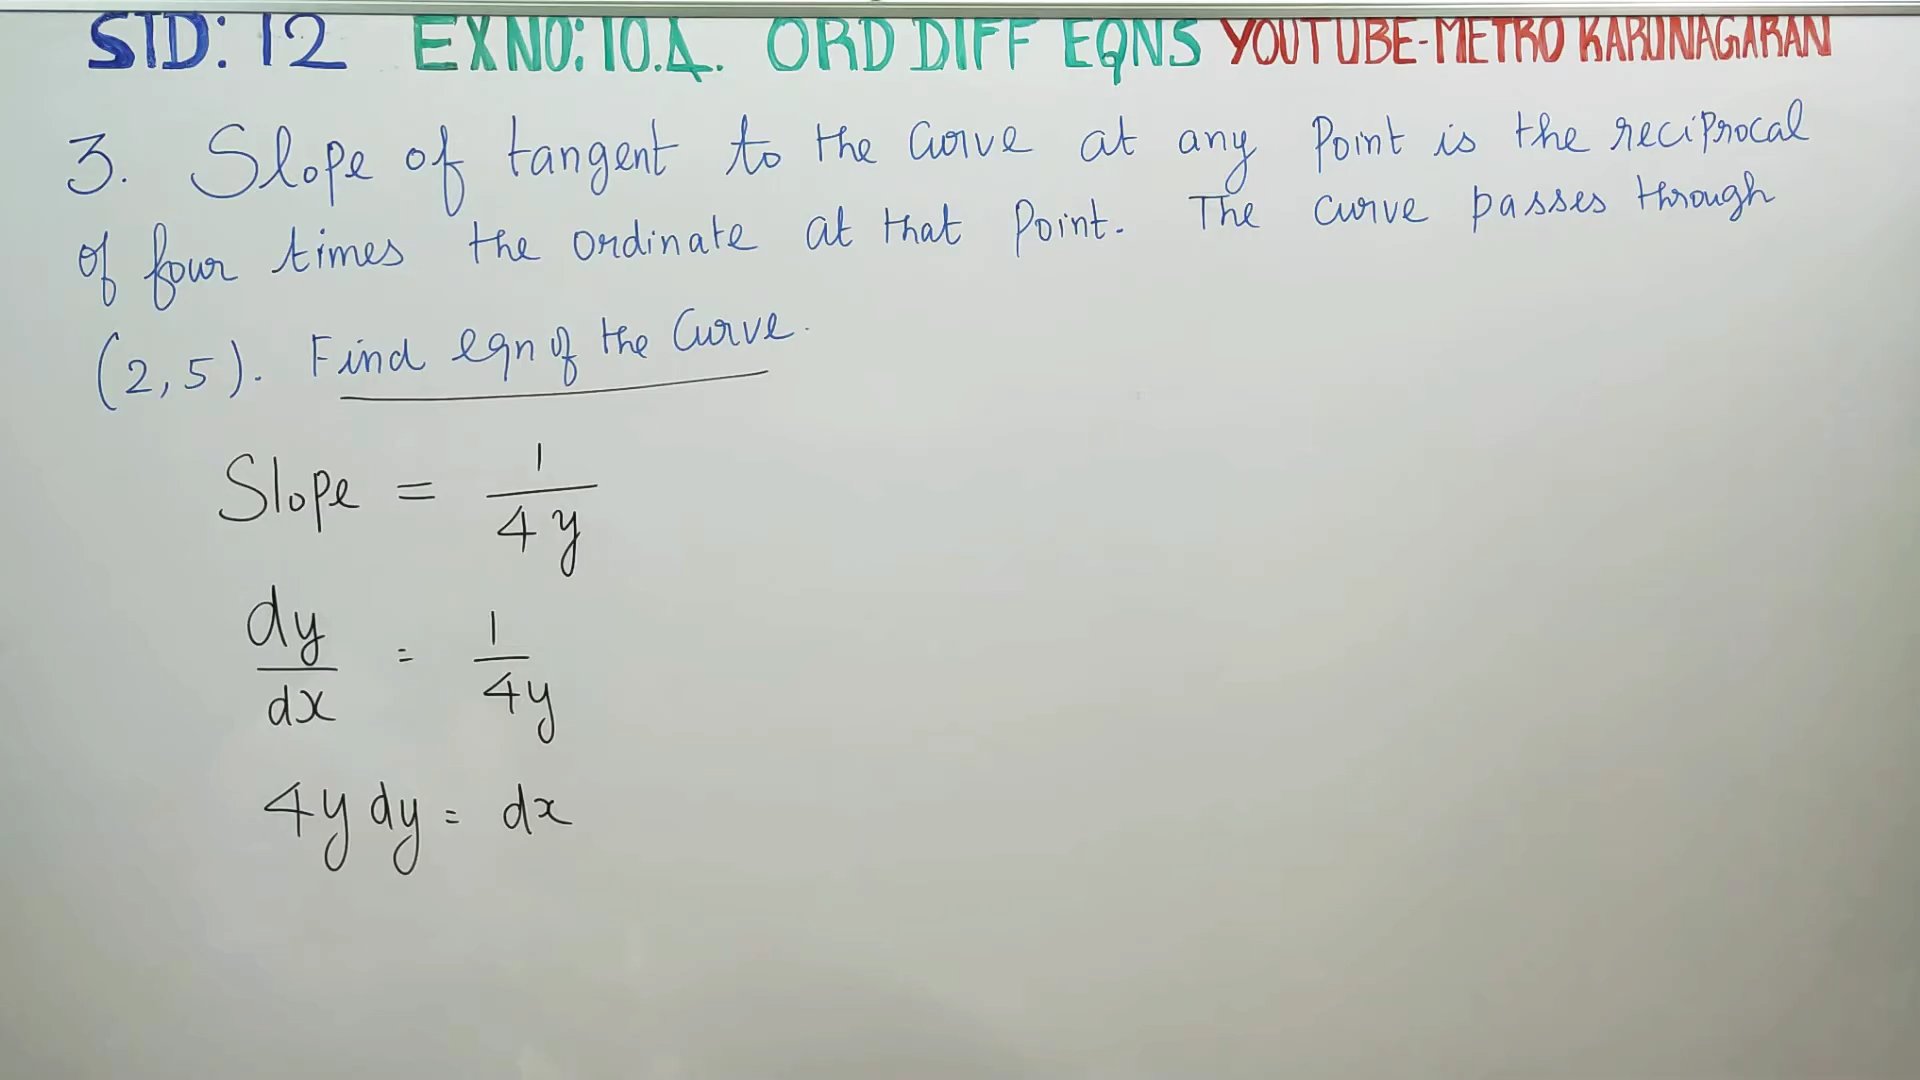 STD: 12 EXNO: 10.4. ORD DIFF EQNS YOUTUBE-METRO KARUNAGARAN
3. Slope of tangent to the curve at any Point is the reciprocal
of four times the ordinate at that Point. The curve passes through
(2,5). Find eqn of the Curve.
Slope = 1/4y
dy/dx = 1/4y
4y dy = dx